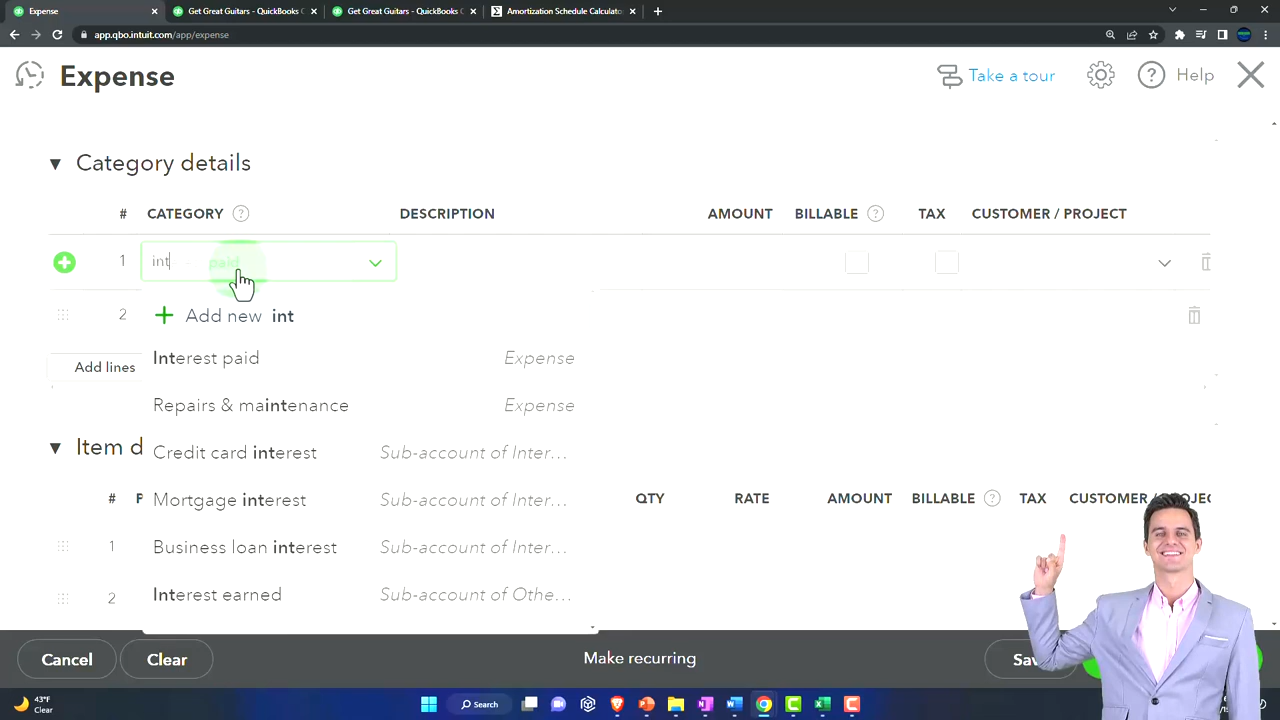 Expense
Get Great Guitars - QuickBooks
Get Great Guitars - QuickBooks
Amortization Schedule Calculator
app.qbo.intuit.com/app/expense
Expense
Take a tour
Help
Category details
# CATEGORY DESCRIPTION AMOUNT BILLABLE TAX CUSTOMER / PROJECT
1 int paid
2 Add new int
Interest paid Expense
Add lines
Repairs & maintenance Expense
Item d
Credit card interest Sub-account of Inter...
# P QTY RATE AMOUNT BILLABLE TAX CUSTOMER / PROJEC
Mortgage interest Sub-account of Inter...
1 Business loan interest Sub-account of Inter...
2 Interest earned Sub-account of Othe...
Cancel Clear Make recurring Sav
43°F
Clear
Search